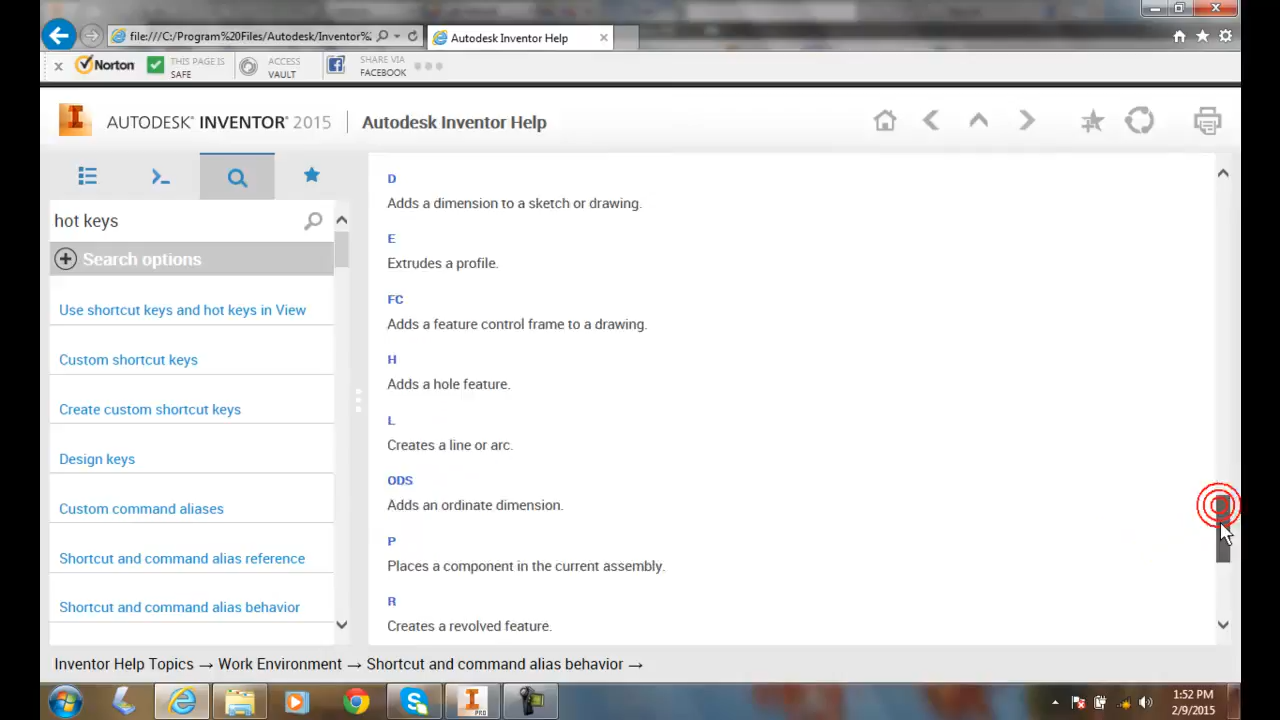 file:///C:/Program%20Files/Autodesk/Inventor%
Autodesk Inventor Help
Norton
THIS PAGE IS
SAFE
ACCESS
VAULT
SHARE VIA
FACEBOOK
AUTODESK® INVENTOR® 2015
Autodesk Inventor Help
hot keys
Search options
Use shortcut keys and hot keys in View
Custom shortcut keys
Create custom shortcut keys
Design keys
Custom command aliases
Shortcut and command alias reference
Shortcut and command alias behavior
D
Adds a dimension to a sketch or drawing.
E
Extrudes a profile.
FC
Adds a feature control frame to a drawing.
H
Adds a hole feature.
L
Creates a line or arc.
ODS
Adds an ordinate dimension.
P
Places a component in the current assembly.
R
Creates a revolved feature.
Inventor Help Topics → Work Environment → Shortcut and command alias behavior →
PRO
1:52 PM
2/9/2015